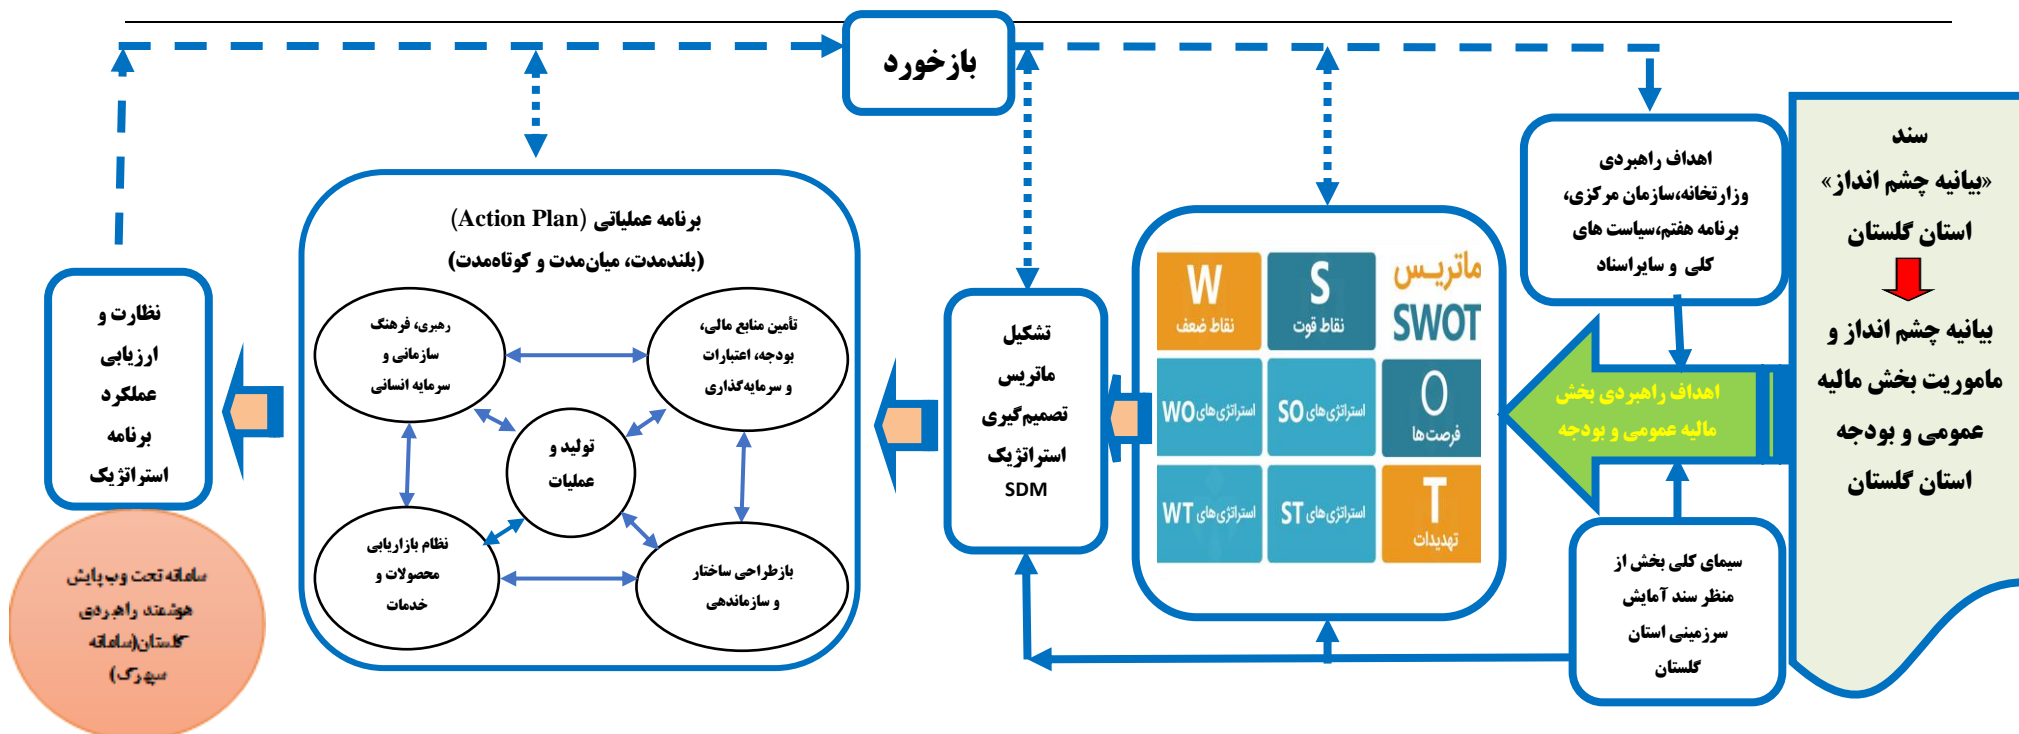 بازخورد
سند
«بیانیه چشم انداز»
استان گلستان
بیانیه چشم انداز و
ماموریت بخش مالیه
عمومی و بودجه
استان گلستان
اهداف راهبردی
وزارتخانه،سازمان مرکزی،
برنامه هفتم،سیاست های
کلی و سایراسناد
اهداف راهبردی بخش
مالیه عمومی و بودجه
سیمای کلی بخش از
منظر سند آمایش
سرزمینی استان
گلستان
ماتریس
SWOT
S
نقاط قوت
W
نقاط ضعف
O
فرصت‌ها
استراتژی‌های SO
استراتژی‌های WO
T
تهدیدات
استراتژی‌های ST
استراتژی‌های WT
تشکیل
ماتریس
تصمیم‌گیری
استراتژیک
SDM
برنامه عملیاتی (Action Plan)
(بلندمدت، میان‌مدت و کوتاه‌مدت)
تأمین منابع مالی،
بودجه، اعتبارات
و سرمایه‌گذاری
رهبری، فرهنگ
سازمانی و
سرمایه انسانی
تولید و
عملیات
بازطراحی ساختار
و سازماندهی
نظام بازاریابی
محصولات و
خدمات
نظارت و
ارزیابی
عملکرد
برنامه
استراتژیک
سامانه تحت وب پایش
هوشمند راهبردی
گلستان(سامانه
سپهرک)